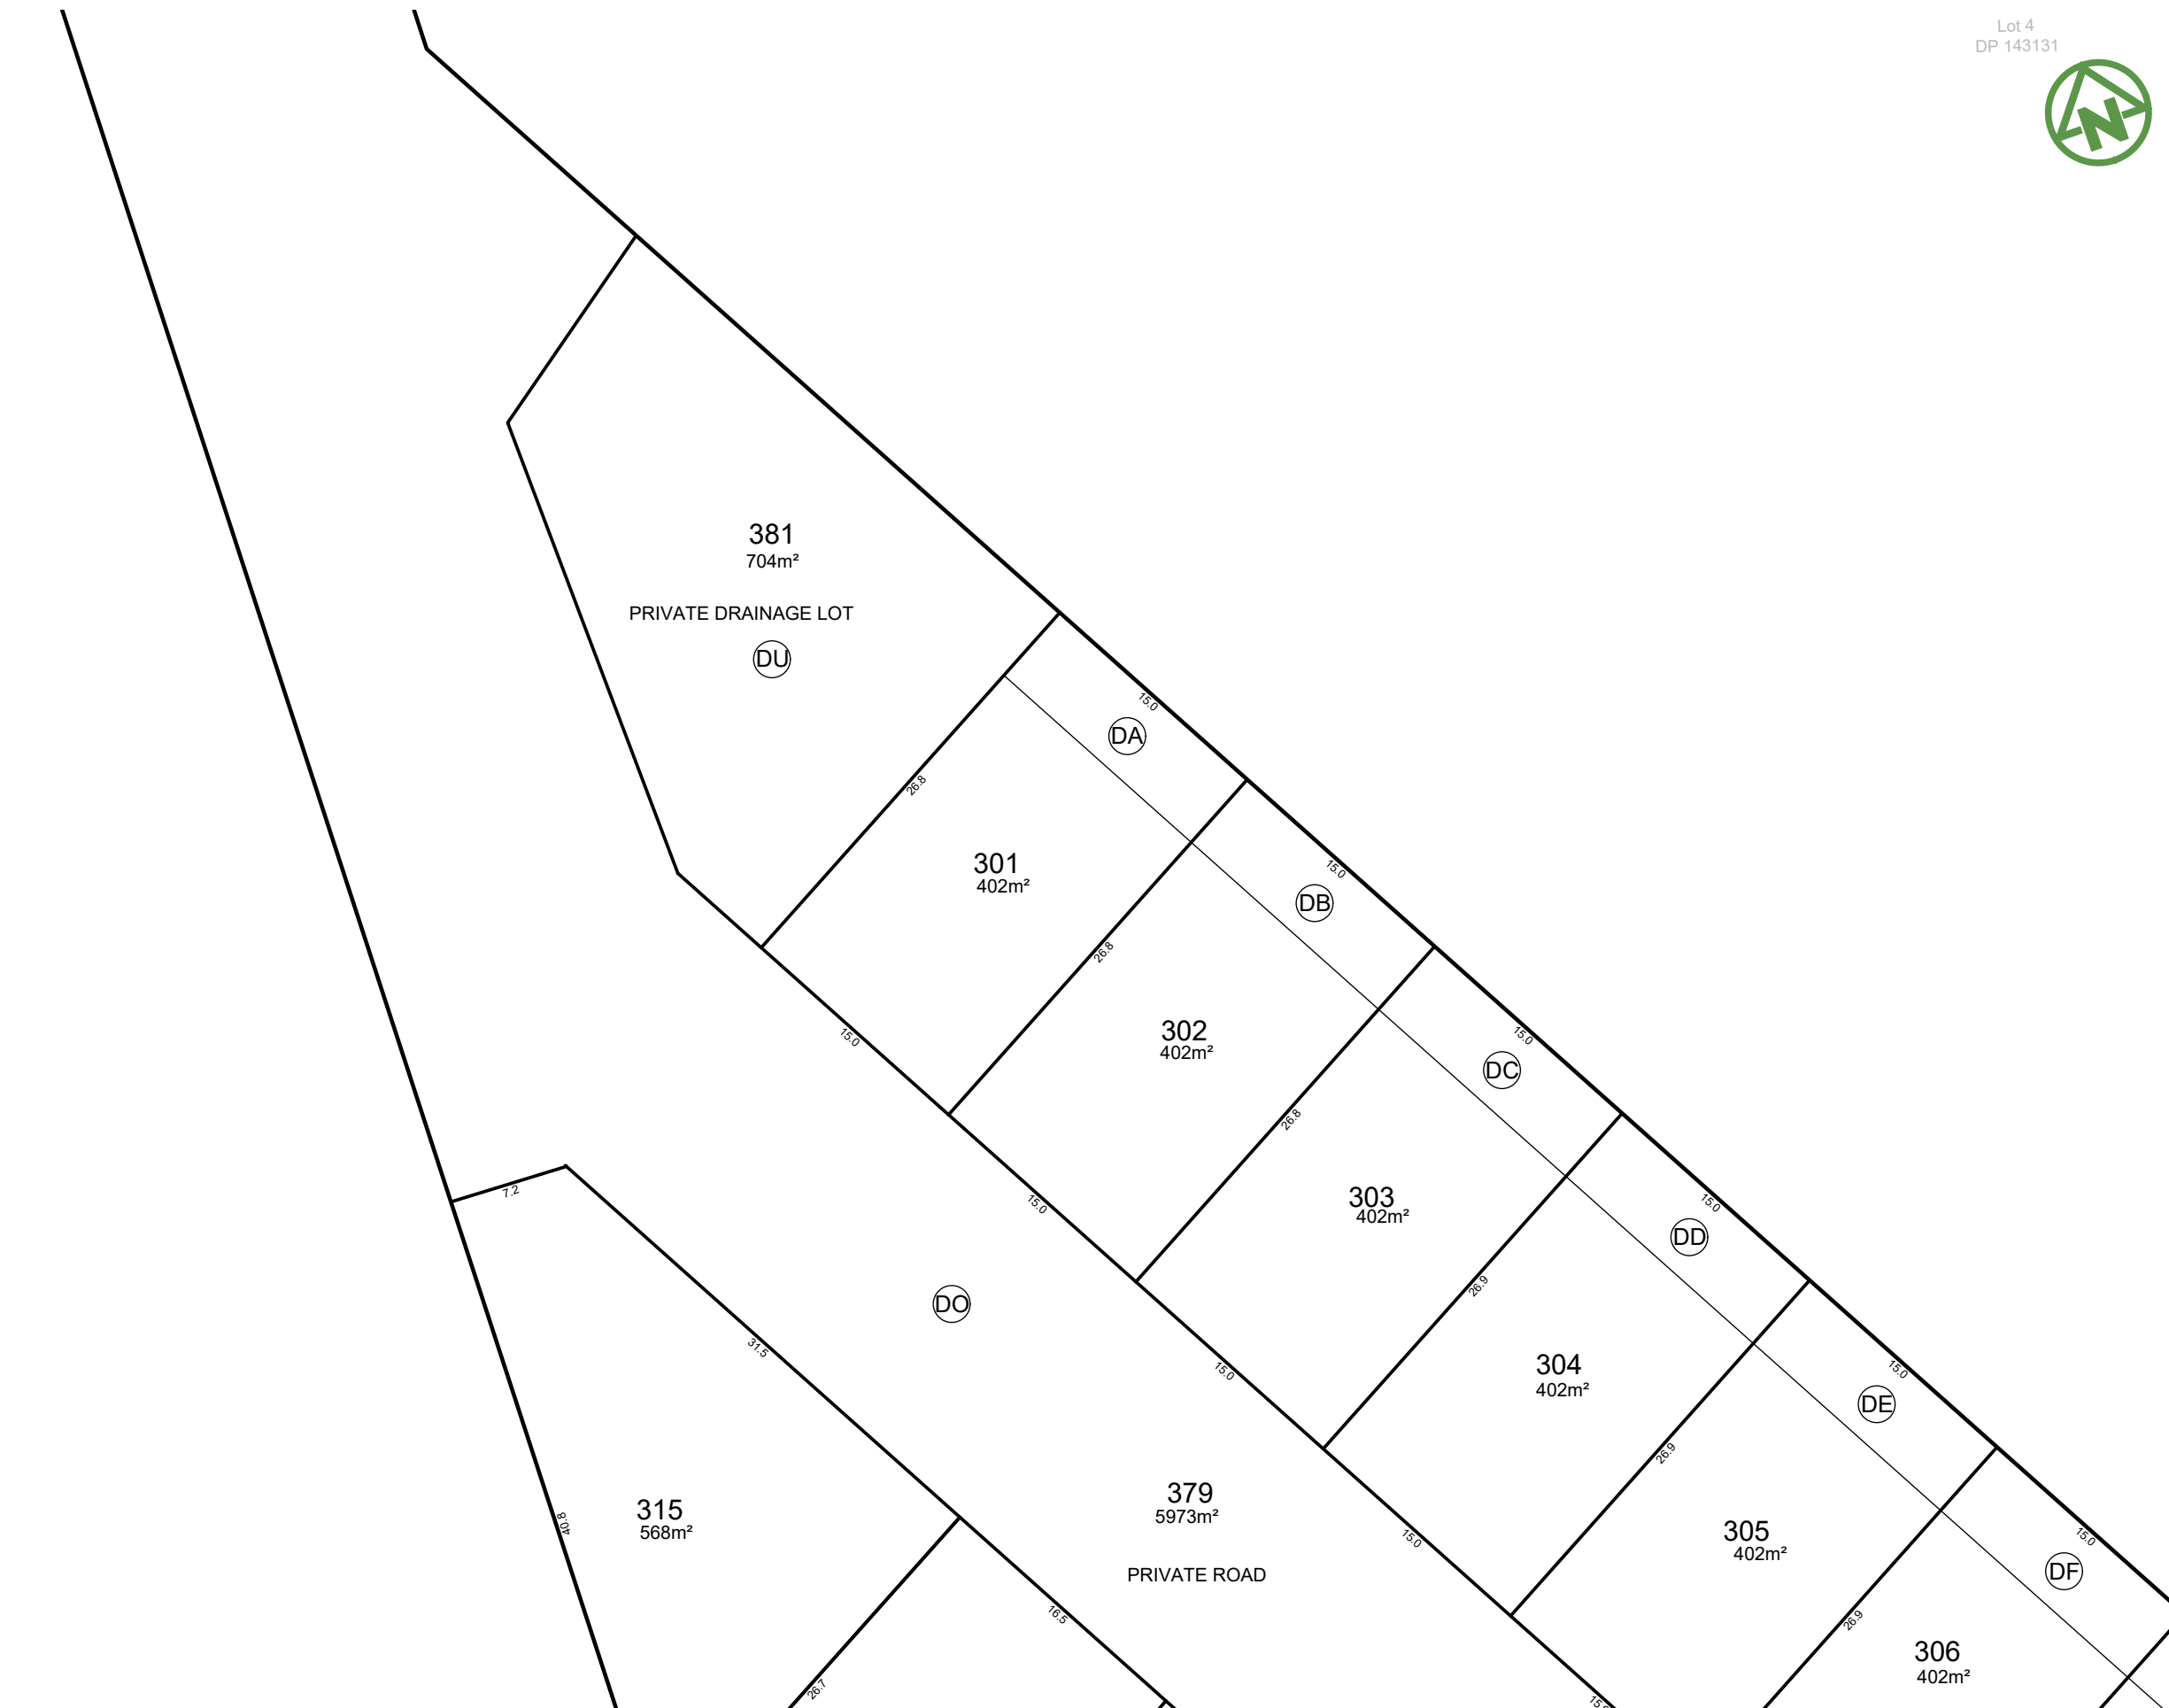 Lot 4
DP 143131
N
381
704m²
PRIVATE DRAINAGE LOT
DU
15.0
DA
26.8
301
402m²
15.0
15.0
DB
26.8
302
402m²
15.0
15.0
DC
26.8
303
402m²
15.0
15.0
DD
26.9
304
402m²
15.0
15.0
DE
26.9
305
402m²
15.0
15.0
DF
26.9
306
402m²
7.2
DO
31.5
315
568m²
40.8
379
5973m²
PRIVATE ROAD
16.5
26.7